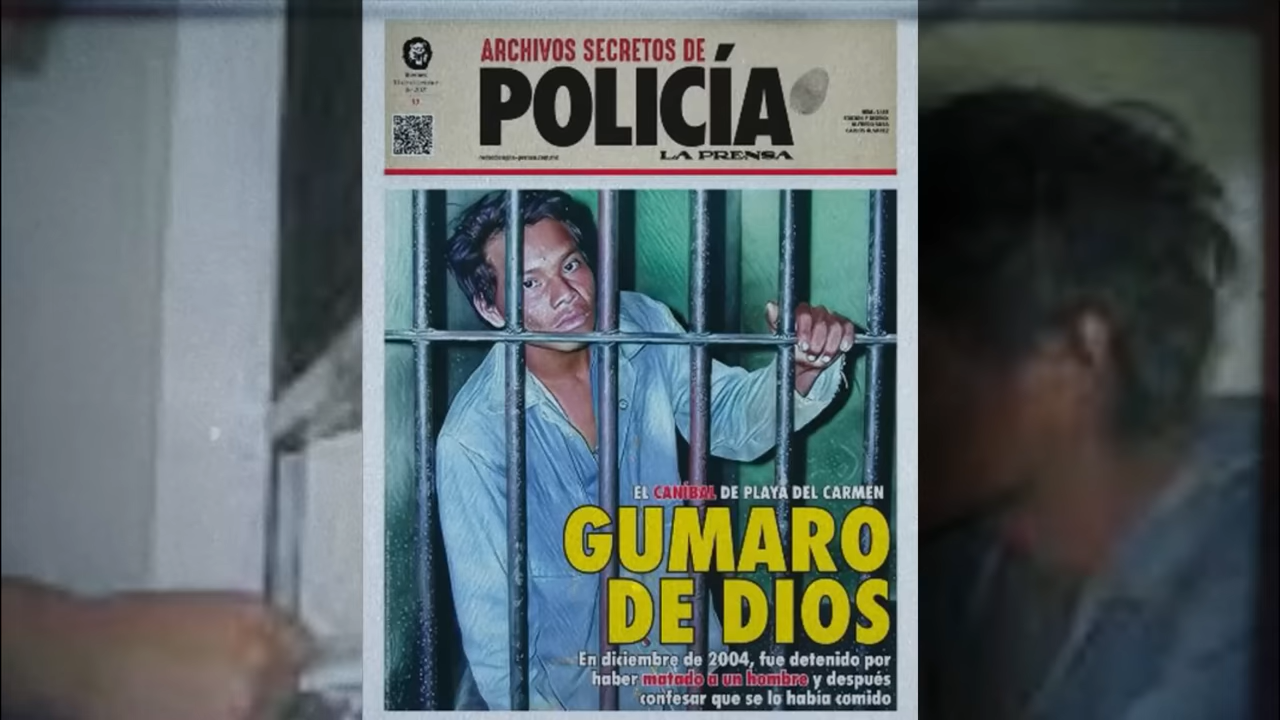 ARCHIVOS SECRETOS DE
POLICÍA
LA PRENSA
EL CANÍBAL DE PLAYA DEL CARMEN
GUMARO
DE DIOS
En diciembre de 2004, fue detenido por
haber matado a un hombre y después
confesar que se lo había comido